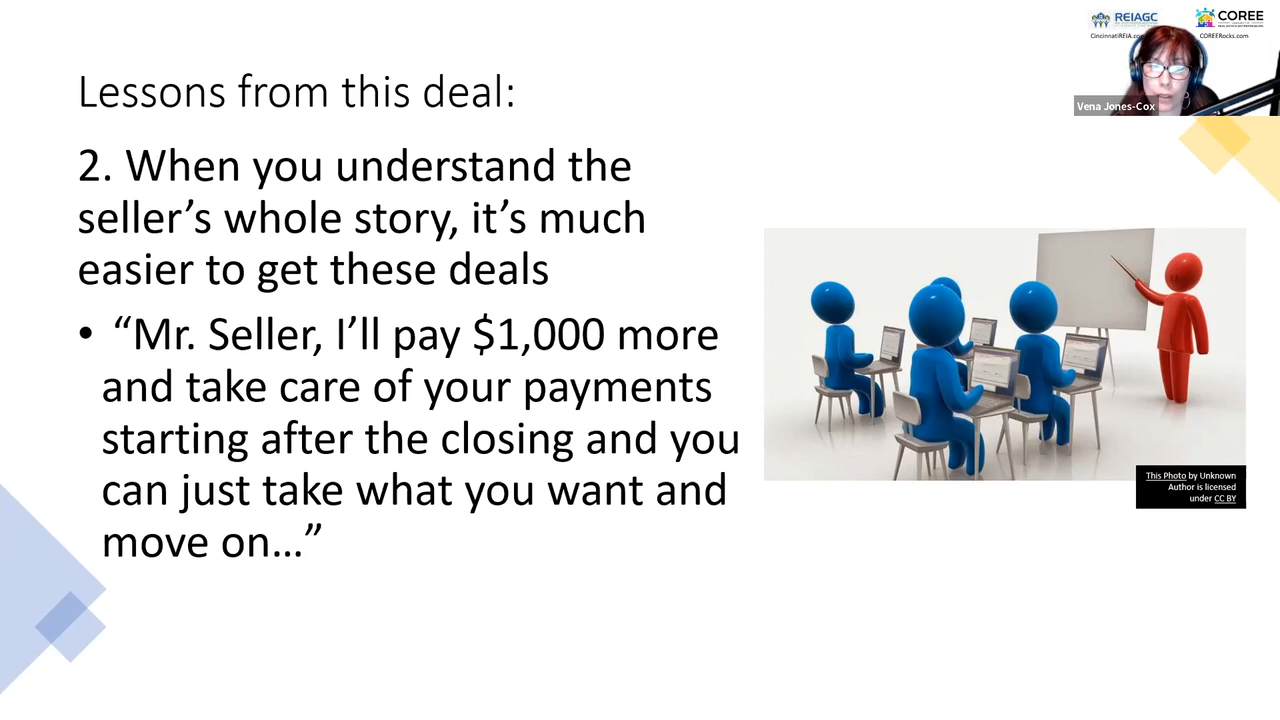 REIAGC
COREE
COREERocks.com
Vena Jones-Cox
Lessons from this deal:
2. When you understand the
seller’s whole story, it’s much
easier to get these deals
• “Mr. Seller, I’ll pay $1,000 more
and take care of your payments
starting after the closing and you
can just take what you want and
move on…”
This Photo by Unknown
Author is licensed
under CC BY